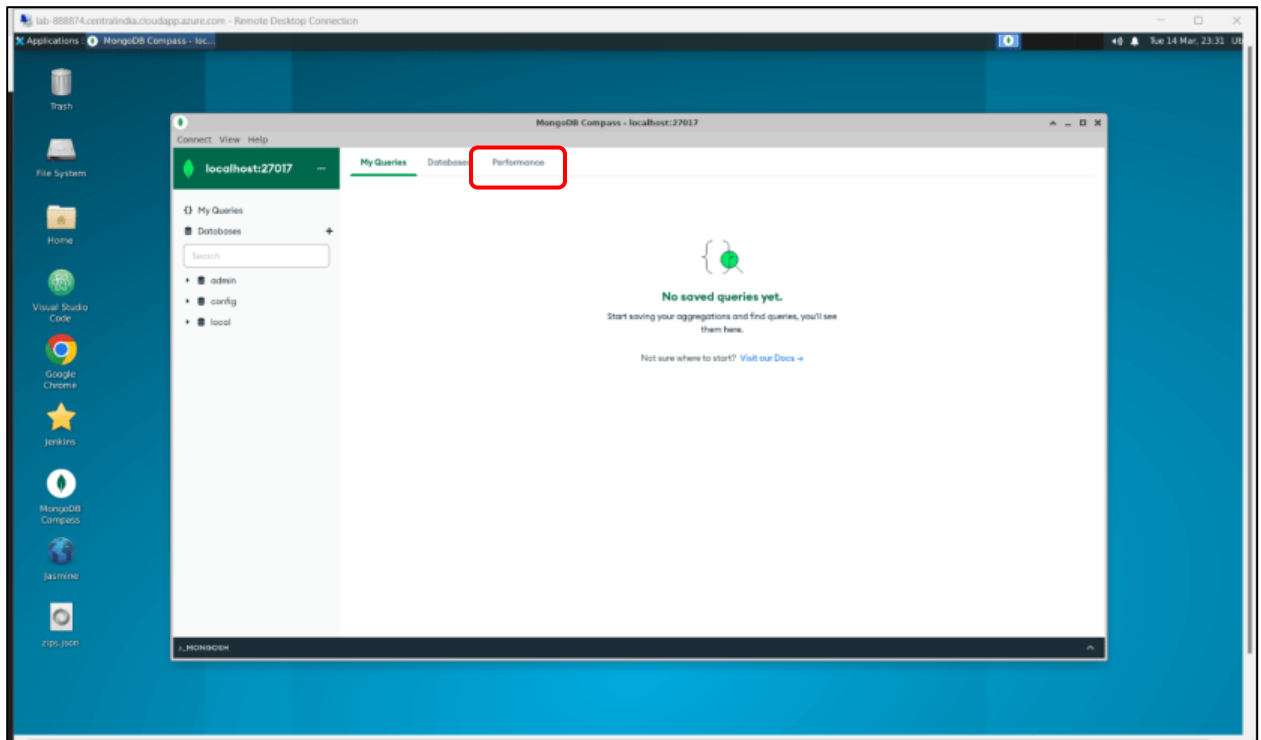 lab-888874.centralindia.cloudapp.azure.com - Remote Desktop Connection
Applications : MongoDB Compass - loc...
Tue 14 Mar, 23:31 Ub
Trash
File System
Home
Visual Studio
Code
Google
Chrome
Jenkins
MongoDB
Compass
Jasmine
zips.json
MongoDB Compass - localhost:27017
Connect View Help
localhost:27017 ...
My Queries Databases Performance
{} My Queries
Databases +
Search
admin
config
local
No saved queries yet.
Start saving your aggregations and find queries, you'll see
them here.
Not sure where to start? Visit our Docs →
>_MONGOSH